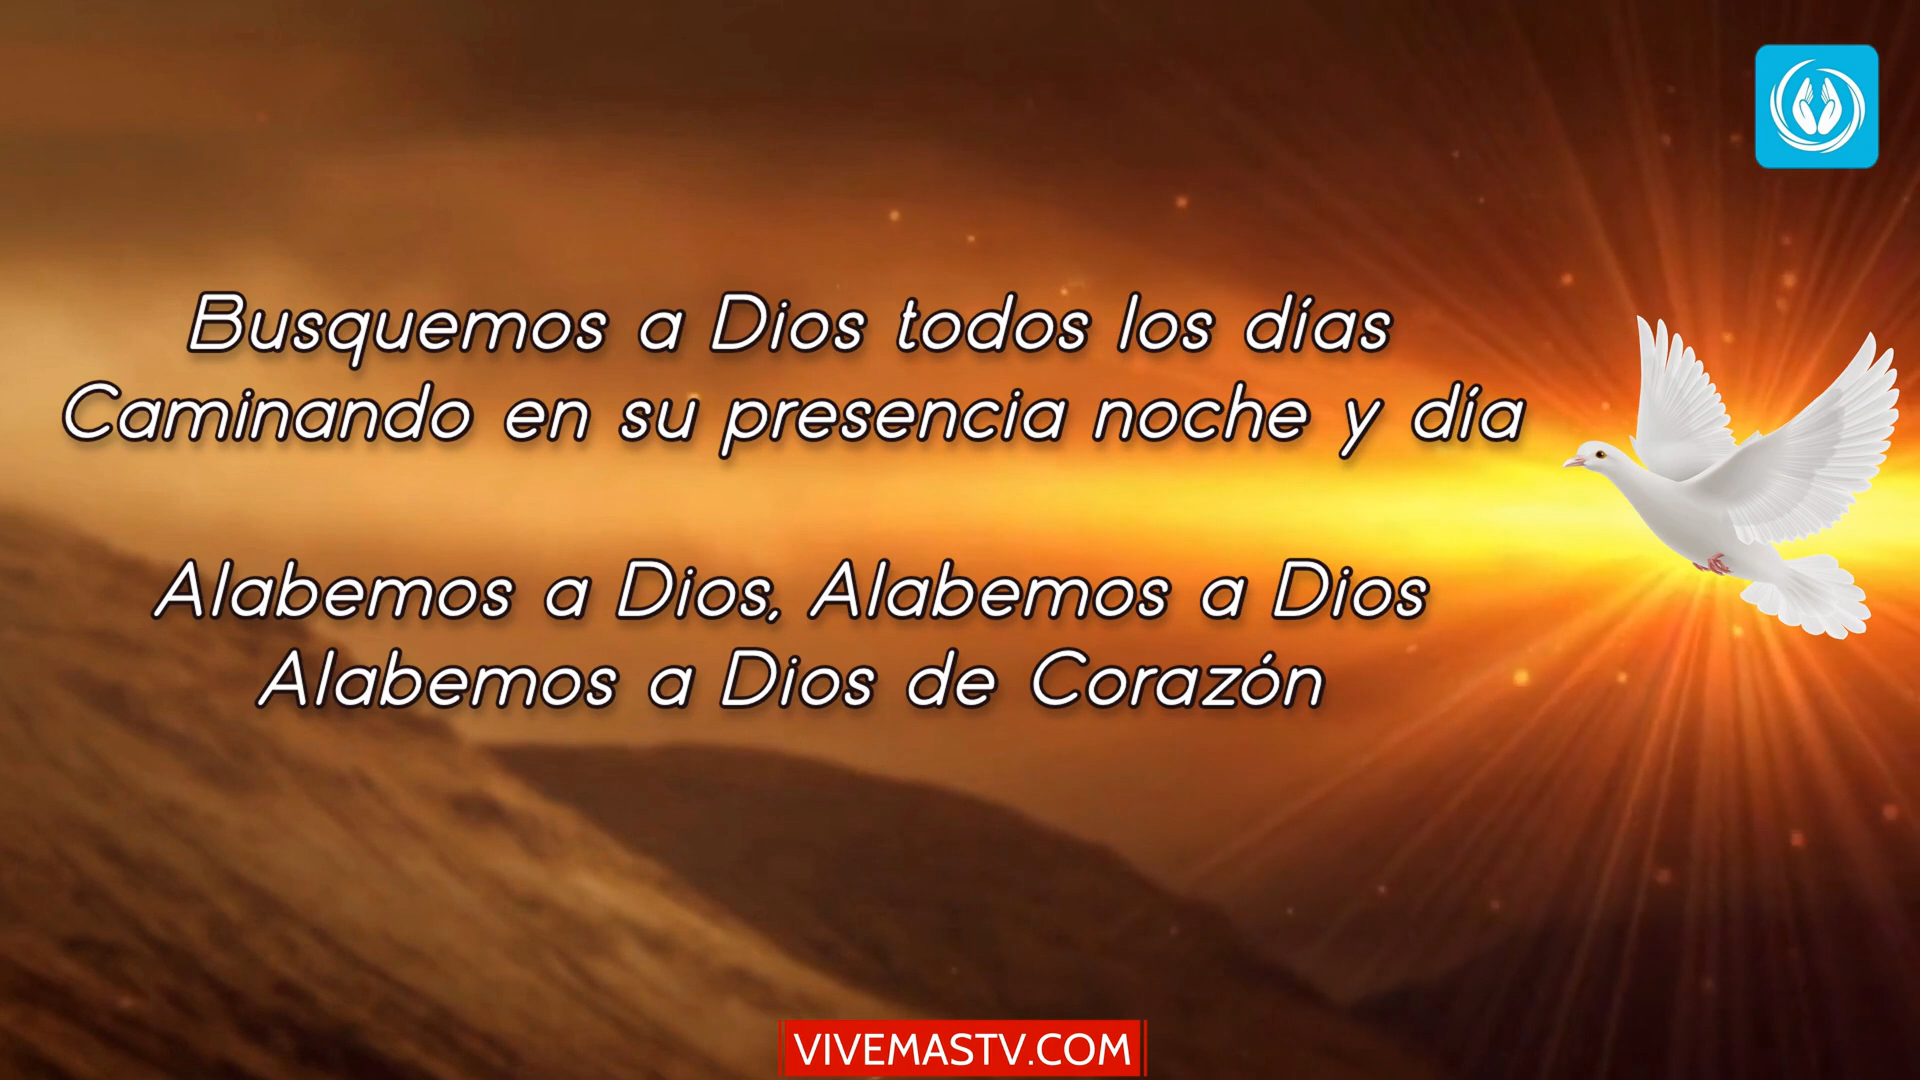 Busquemos a Dios todos los días
Caminando en su presencia noche y día
Alabemos a Dios, Alabemos a Dios
Alabemos a Dios de Corazón
VIVEMASTV.COM